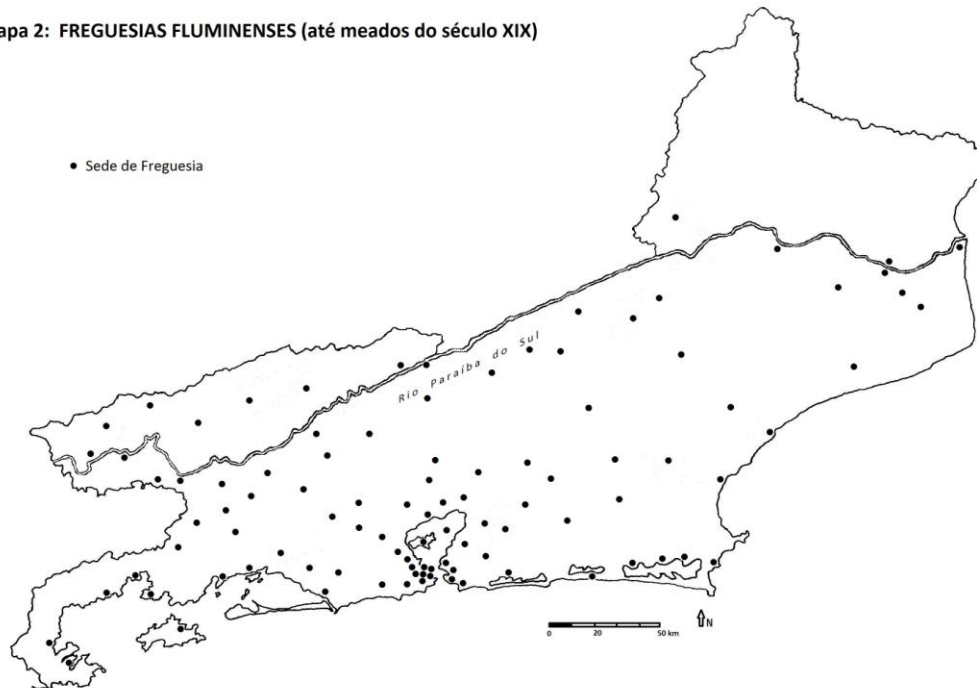 apa 2: FREGUESIAS FLUMINENSES (até meados do século XIX)
Sede de Freguesia
Rio Paraíba do Sul
N
0 20 50 km